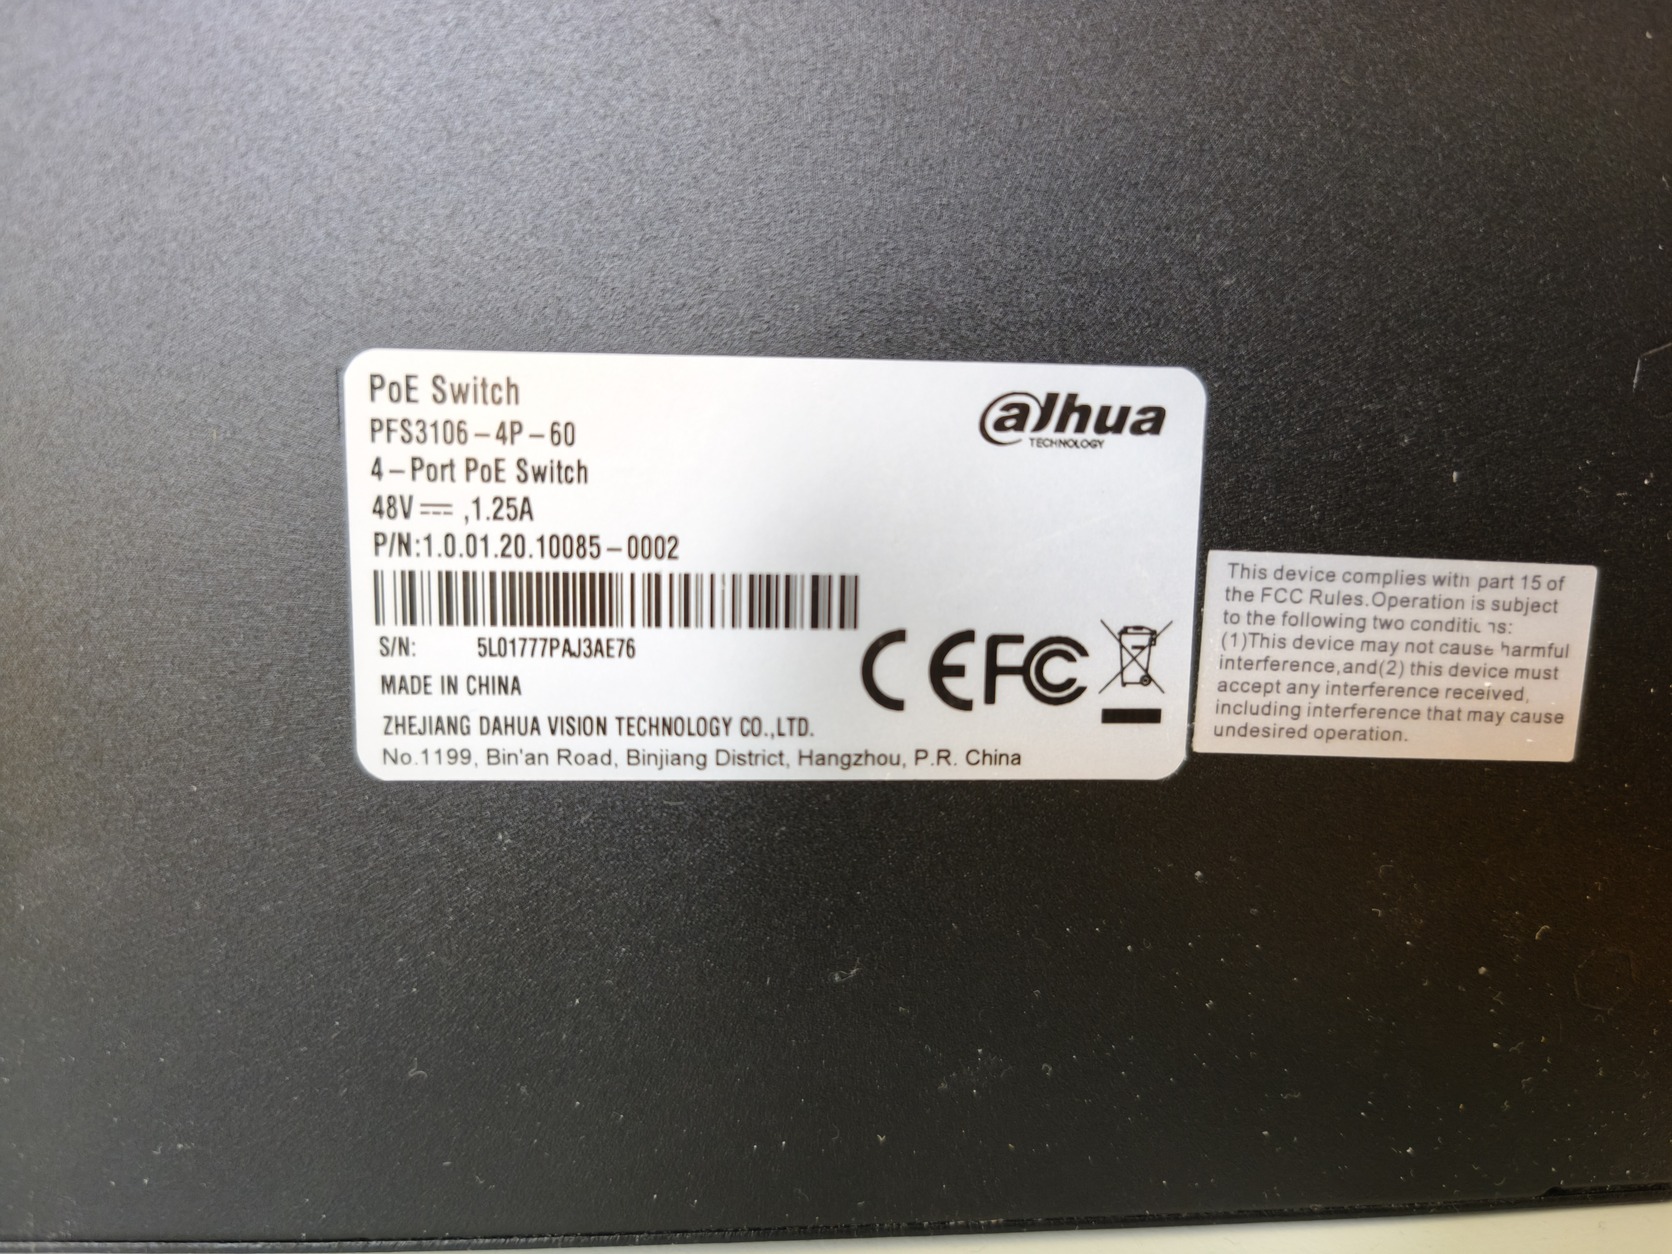 PoE Switch
PFS3106-4P-60
4-Port PoE Switch
48V⎓,1.25A
P/N:1.0.01.20.10085-0002
S/N: 5L01777PAJ3AE76
MADE IN CHINA
ZHEJIANG DAHUA VISION TECHNOLOGY CO.,LTD.
No.1199, Bin'an Road, Binjiang District, Hangzhou, P.R. China
alhua
TECHNOLOGY
CE FC
This device complies with part 15 of
the FCC Rules.Operation is subject
to the following two conditions:
(1)This device may not cause harmful
interference,and(2) this device must
accept any interference received,
including interference that may cause
undesired operation.